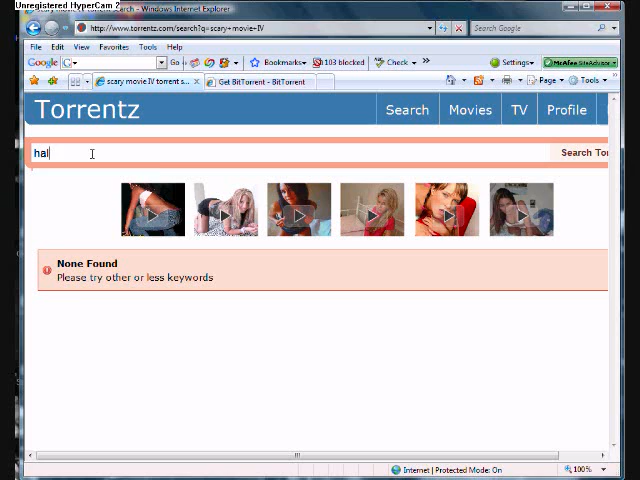 Unregistered HyperCam 2
Search - Windows Internet Explorer
http://www.torrentz.com/search?q=scary+movie+IV
Search Google
File Edit View Favorites Tools Help
Google Go Bookmarks 103 blocked Check Settings McAfee SiteAdvisor
scary movie IV torrent s... Get BitTorrent - BitTorrent Page Tools
Torrentz Search Movies TV Profile
hal Search Tor
None Found
Please try other or less keywords
Internet | Protected Mode: On 100%